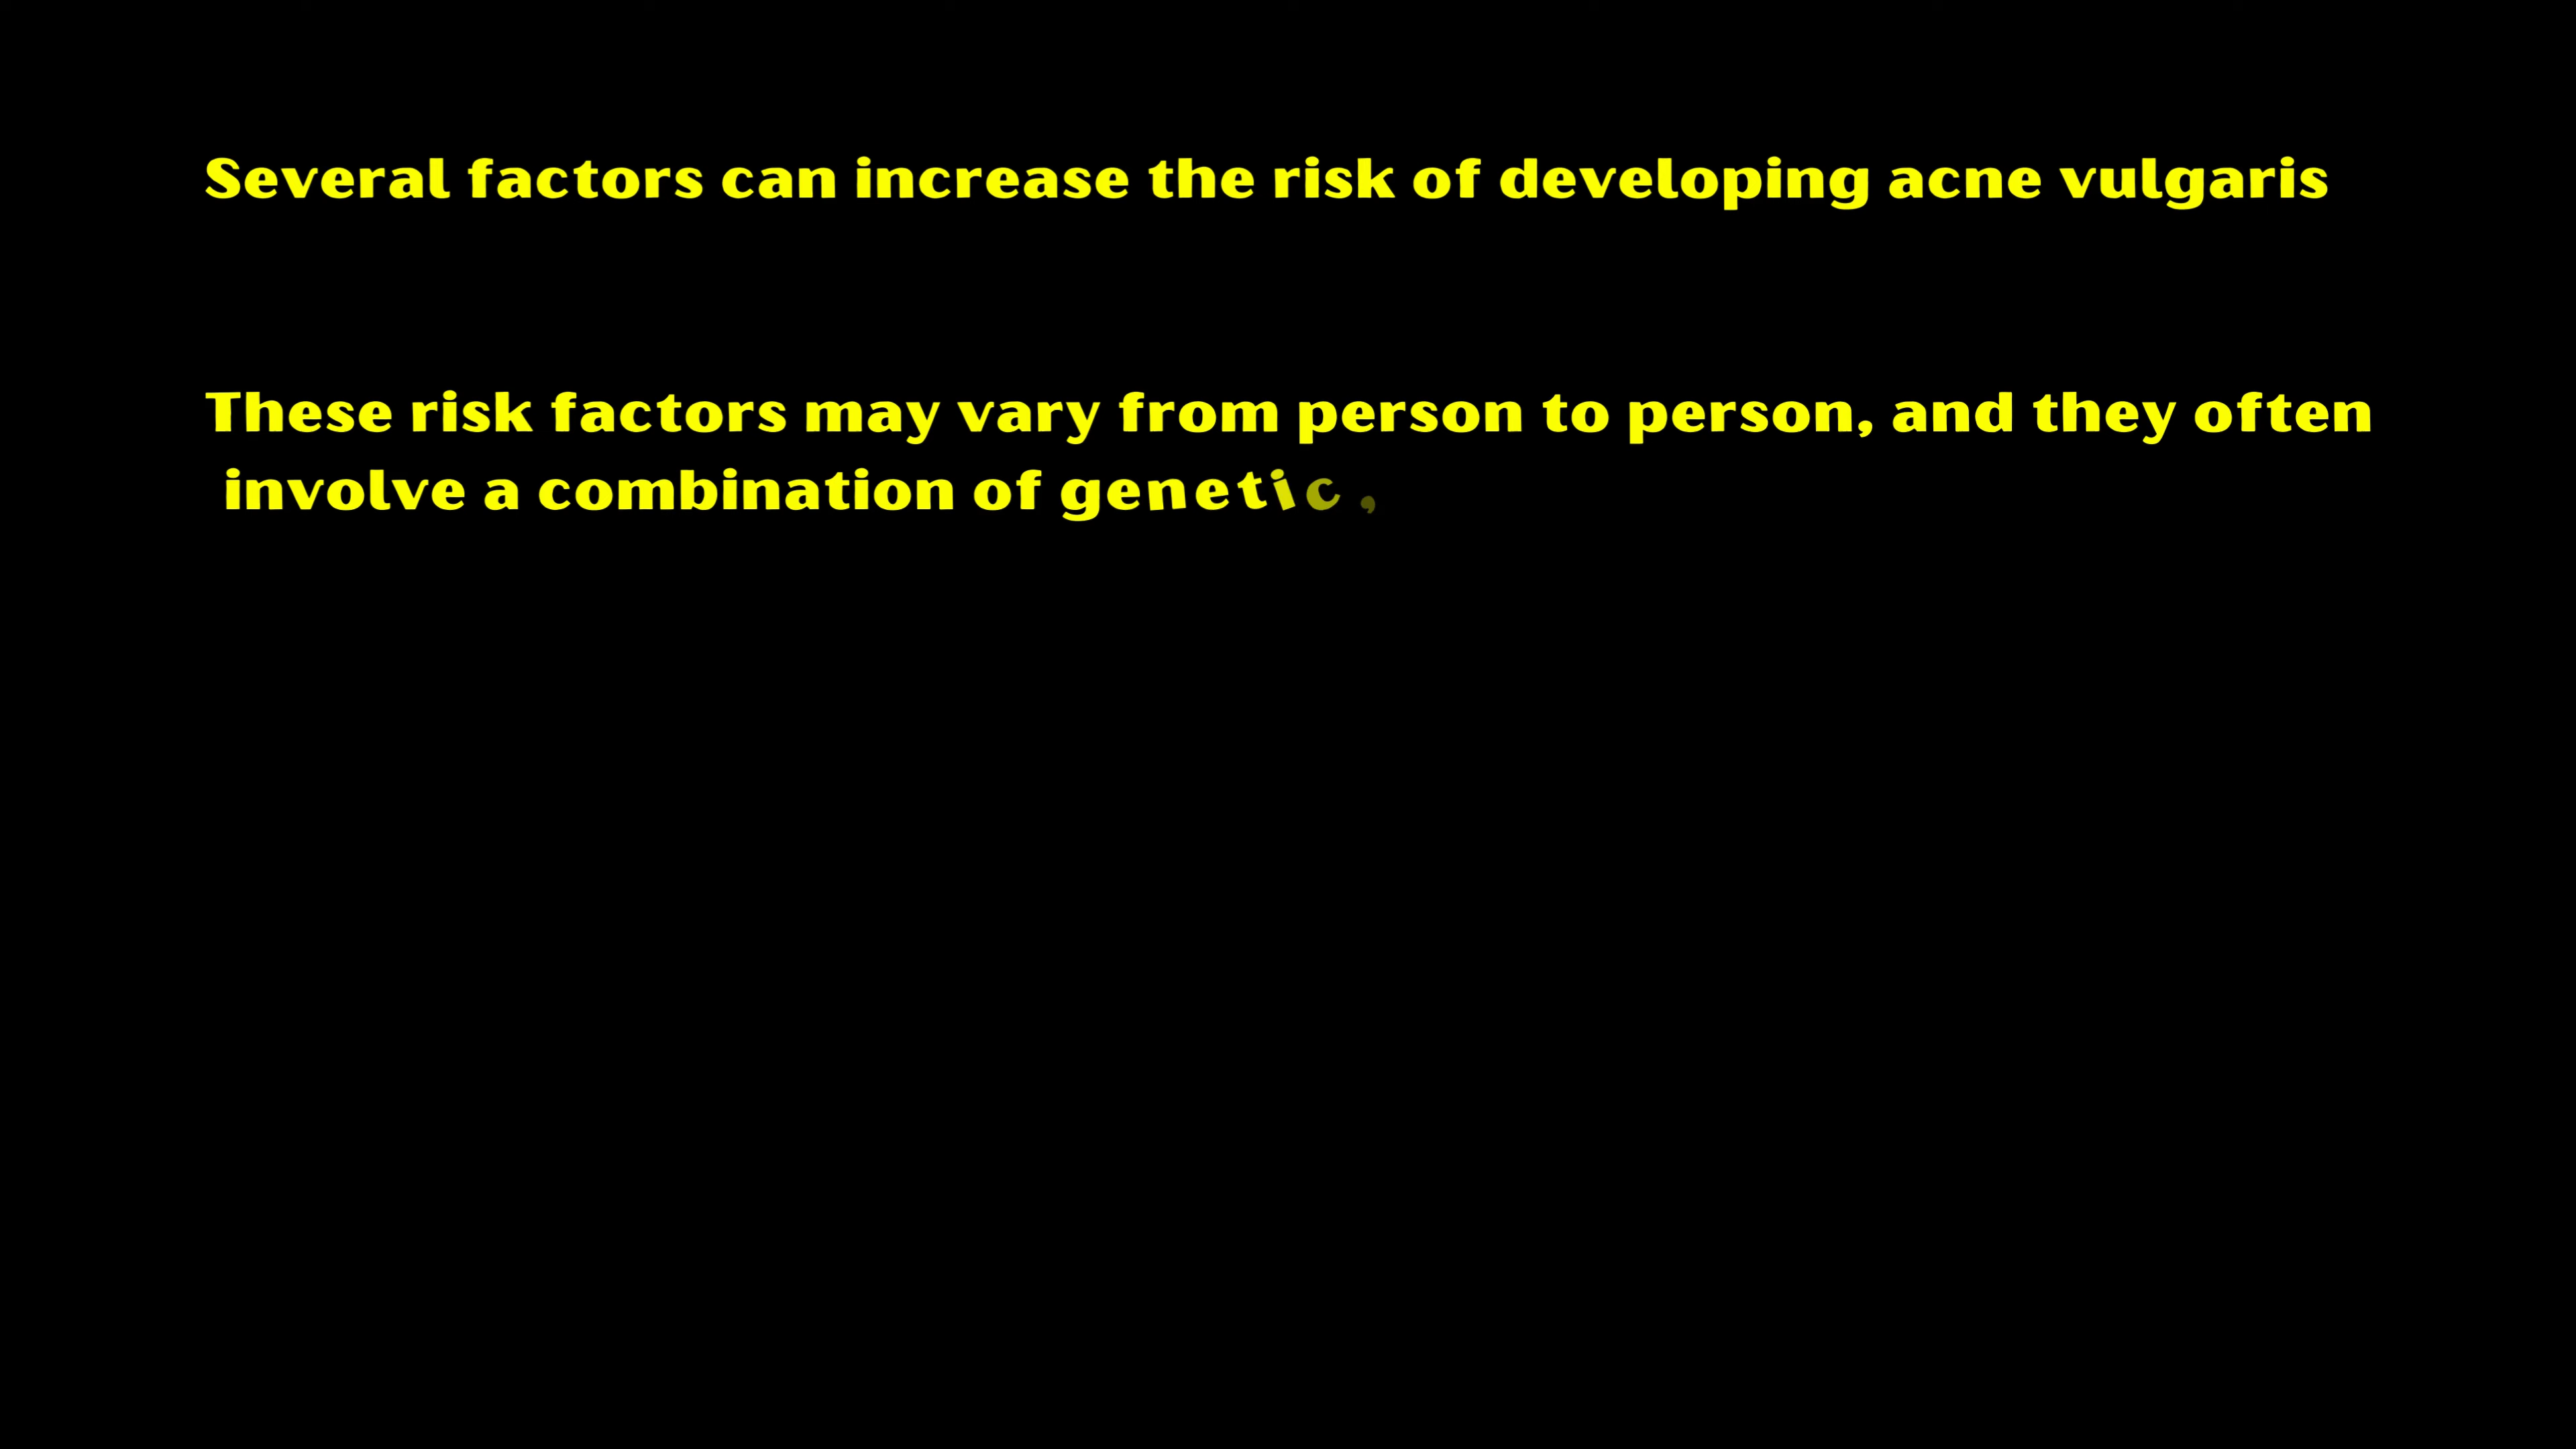 Several factors can increase the risk of developing acne vulgaris
These risk factors may vary from person to person, and they often
involve a combination of genetic,